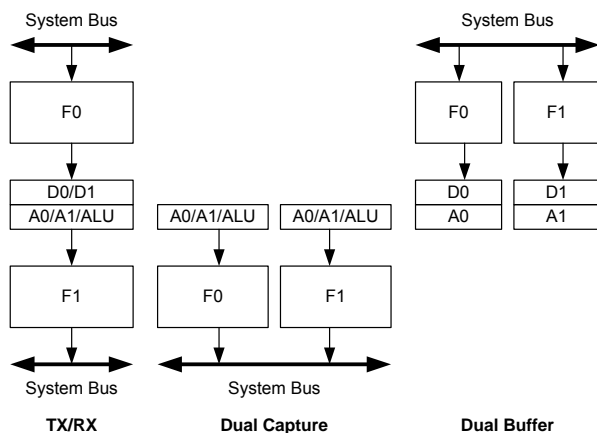 System Bus
F0
D0/D1
A0/A1/ALU
F1
System Bus
TX/RX
A0/A1/ALU
A0/A1/ALU
F0
F1
System Bus
Dual Capture
System Bus
F0
F1
D0
D1
A0
A1
Dual Buffer